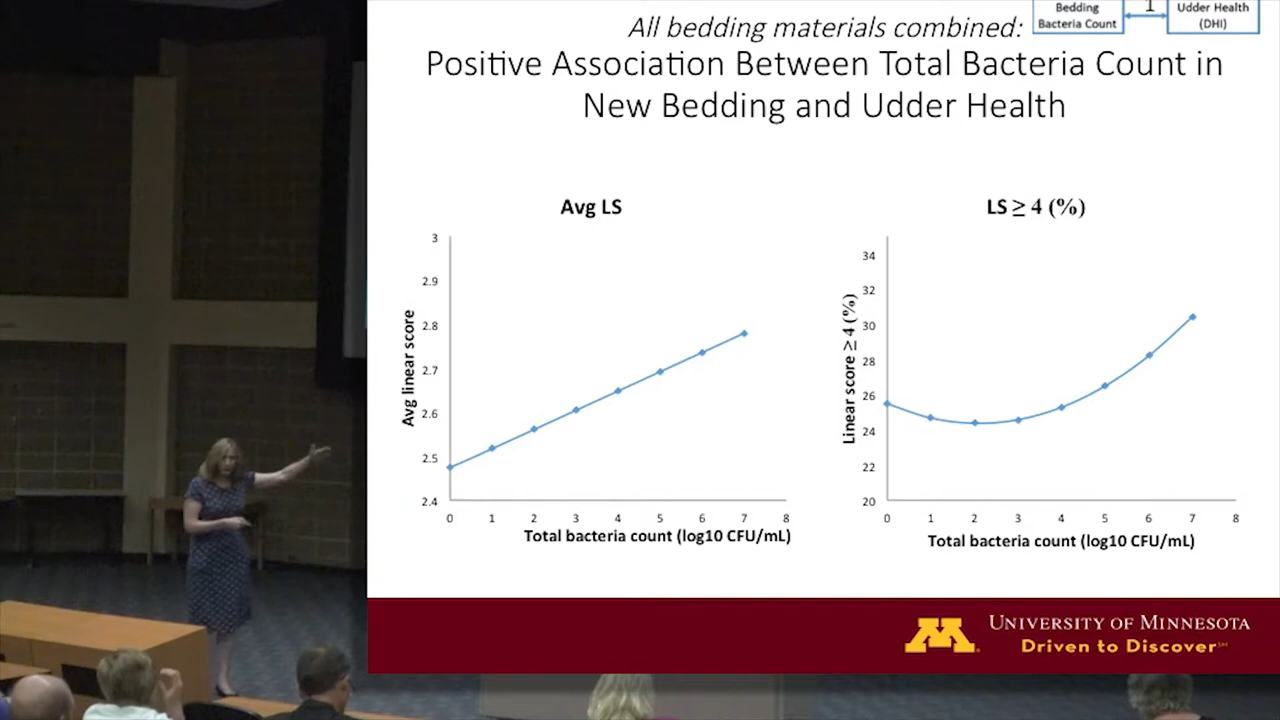 All bedding materials combined:
Bedding
Bacteria Count
1
Udder Health
(DHI)
Positive Association Between Total Bacteria Count in
New Bedding and Udder Health
Avg LS
3
2.9
2.8
2.7
2.6
2.5
2.4
Avg linear score
0 1 2 3 4 5 6 7 8
Total bacteria count (log10 CFU/mL)
LS ≥ 4 (%)
34
32
30
28
26
24
22
20
Linear score ≥ 4 (%)
0 1 2 3 4 5 6 7 8
Total bacteria count (log10 CFU/mL)
M
UNIVERSITY OF MINNESOTA
Driven to Discover℠